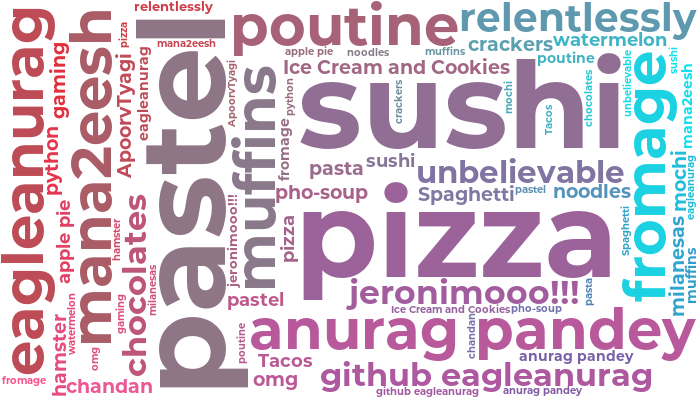 relentlessly
poutine
relentlessly
eagleanurag
gaming
mana2eesh
pizza
mana2eesh
ApoorvTyagi
eagleanurag
pastel
apple pie
noodles
muffins
crackers
watermelon
poutine
Ice Cream and Cookies
ApoorvTyagi
muffins
python
fromage
sushi
crackers
mochi
Tacos
chocolates
unbelievable
fromage
sushi
mana2eesh
python
pasta
sushi
unbelievable
pho-soup
Spaghetti
pastel
noodles
mochi
eagleanurag
apple pie
hamster
chocolates
milanesas
jeronimooo!!!
pizza
pizza
Spaghetti
milanesas
muffins
pastel
jeronimooo!!!
pasta
watermelon
gaming
Ice Cream and Cookies
pho-soup
hamster
omg
poutine
anurag pandey
chandan
anurag pandey
Tacos
fromage
chandan
omg
github eagleanurag
github eagleanurag
anurag pandey